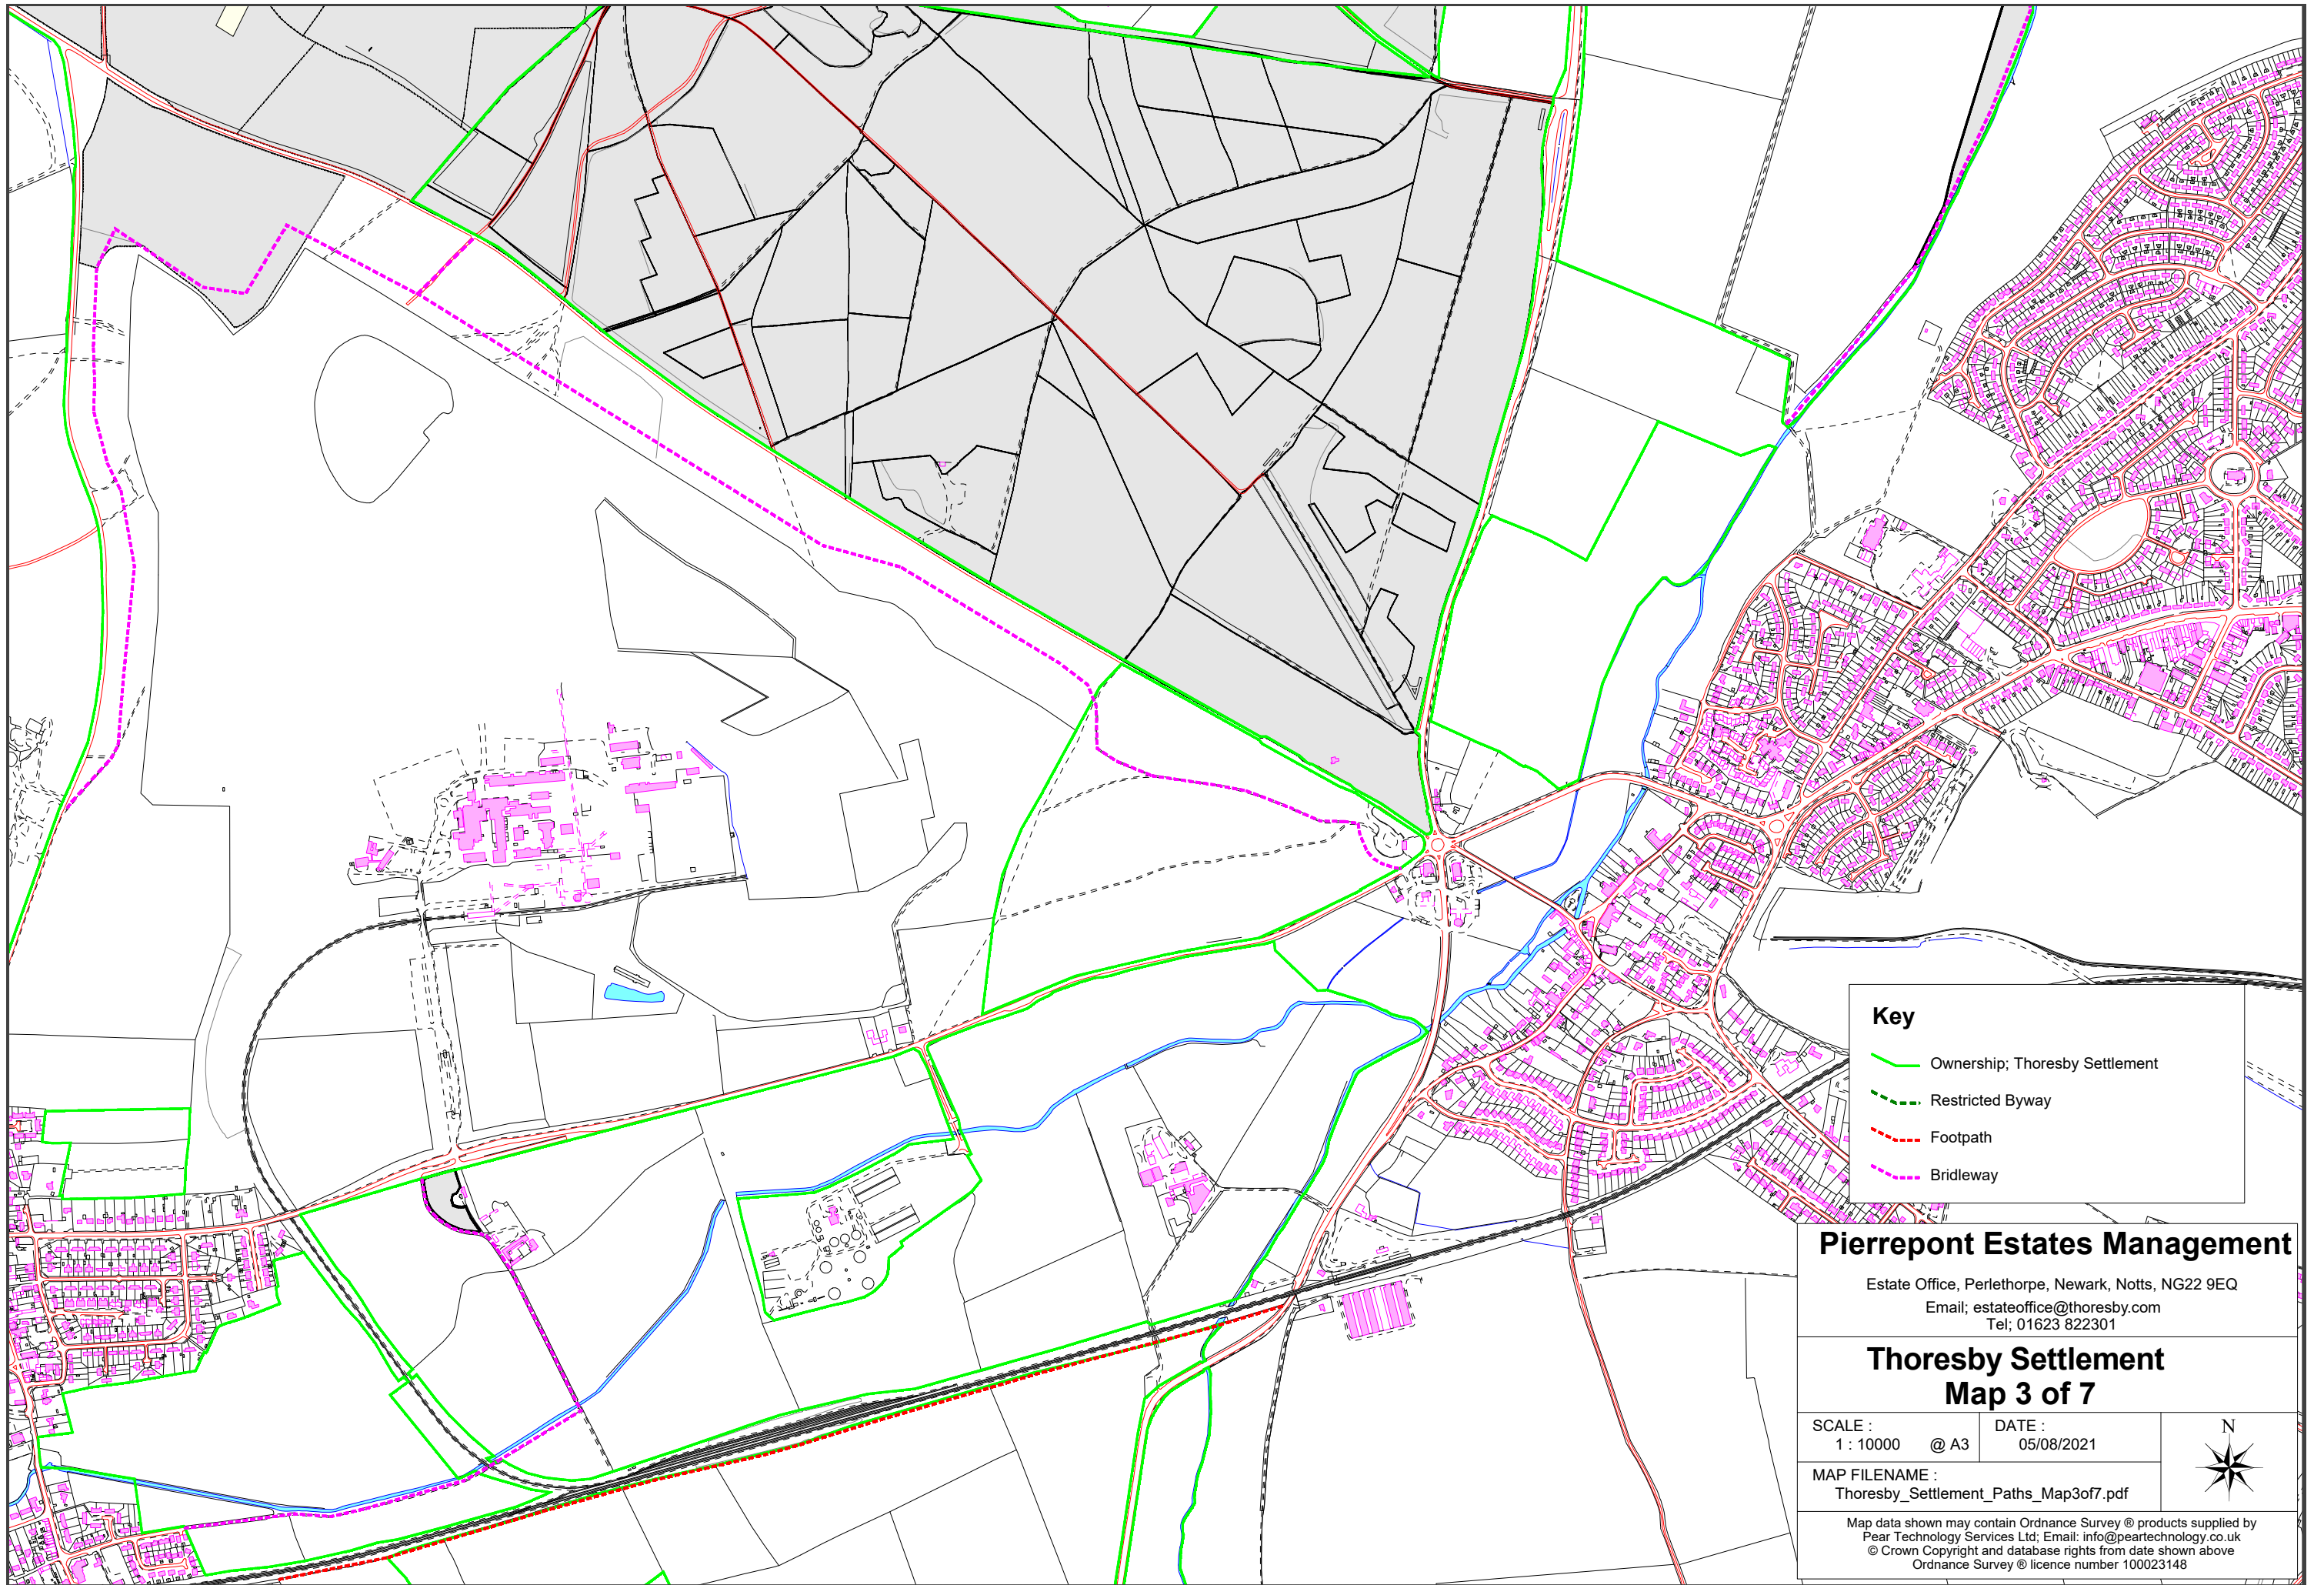 Key
Ownership; Thoresby Settlement
Restricted Byway
Footpath
Bridleway
Pierrepont Estates Management
Estate Office, Perlethorpe, Newark, Notts, NG22 9EQ
Email; estateoffice@thoresby.com
Tel; 01623 822301
Thoresby Settlement
Map 3 of 7
SCALE :
1 : 10000 @ A3
DATE :
05/08/2021
N
MAP FILENAME :
Thoresby_Settlement_Paths_Map3of7.pdf
Map data shown may contain Ordnance Survey ® products supplied by
Pear Technology Services Ltd; Email: info@peartechnology.co.uk
© Crown Copyright and database rights from date shown above
Ordnance Survey ® licence number 100023148